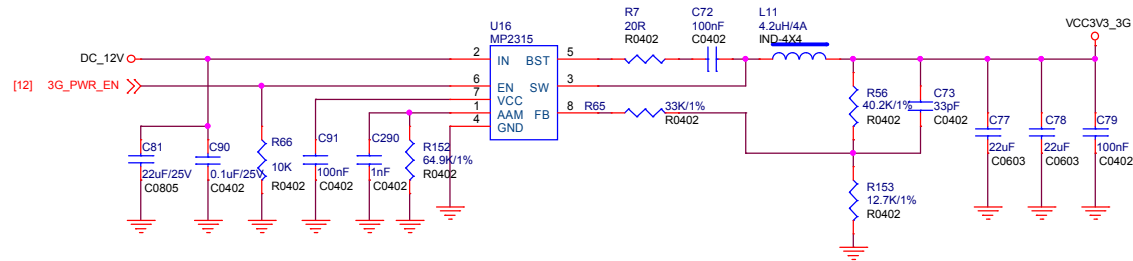 VCC3V3_3G
U16
MP2315
R7
20R
R0402
C72
100nF
C0402
L11
4.2uH/4A
IND-4X4
DC_12V
2
IN
BST
5
[12]
3G_PWR_EN
6
EN
SW
3
7
VCC
1
AAM
FB
8
4
GND
R65
33K/1%
R0402
R56
40.2K/1%
R0402
C73
33pF
C0402
C77
22uF
C0603
C78
22uF
C0603
C79
100nF
C0402
C81
22uF/25V
C0805
C90
0.1uF/25V
C0402
R66
10K
R0402
C91
100nF
C0402
C290
1nF
C0402
R152
64.9K/1%
R0402
R153
12.7K/1%
R0402